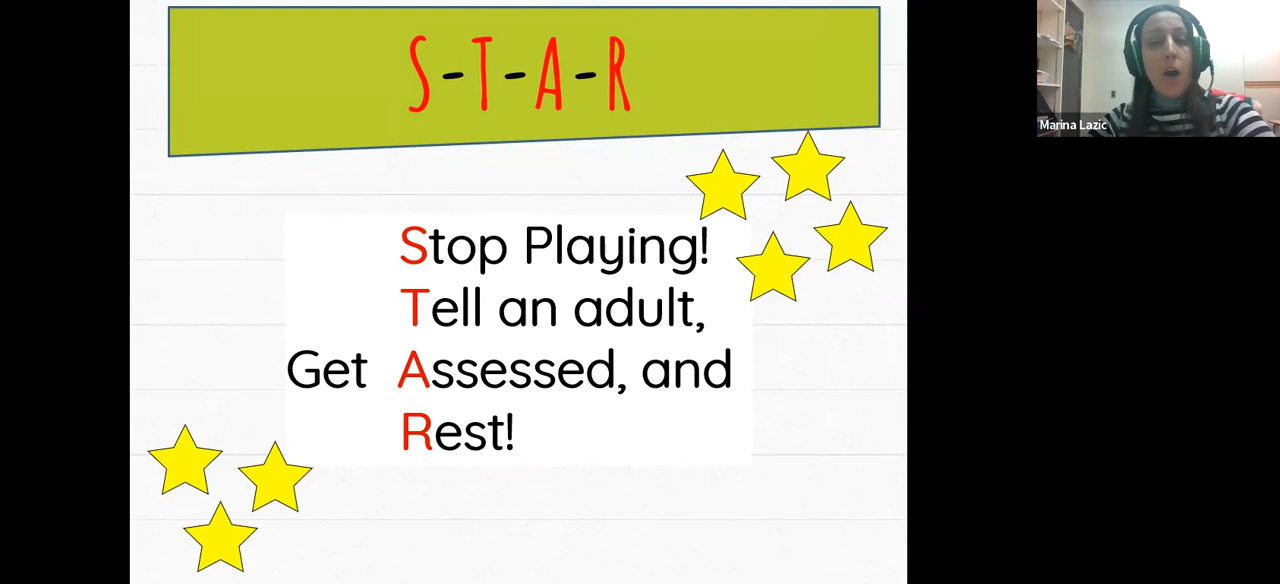 S-T-A-R
Stop Playing!
Tell an adult,
Get Assessed, and
Rest!
Marina Lazic